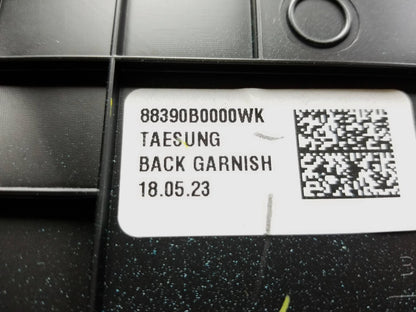 88390B0000WK
TAESUNG
BACK GARNISH
18.05.23